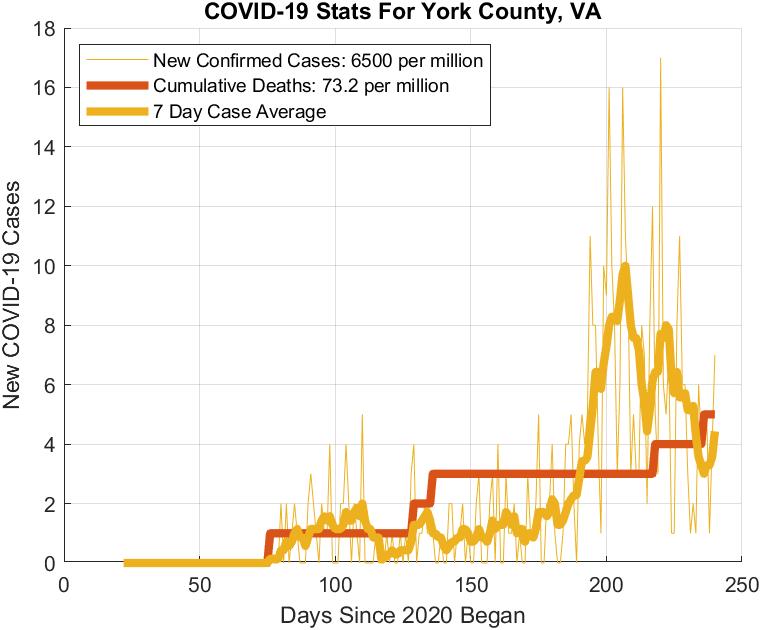 COVID-19 Stats For York County, VA
New Confirmed Cases: 6500 per million
Cumulative Deaths: 73.2 per million
7 Day Case Average
New COVID-19 Cases
18
16
14
12
10
8
6
4
2
0
0 50 100 150 200 250
Days Since 2020 Began